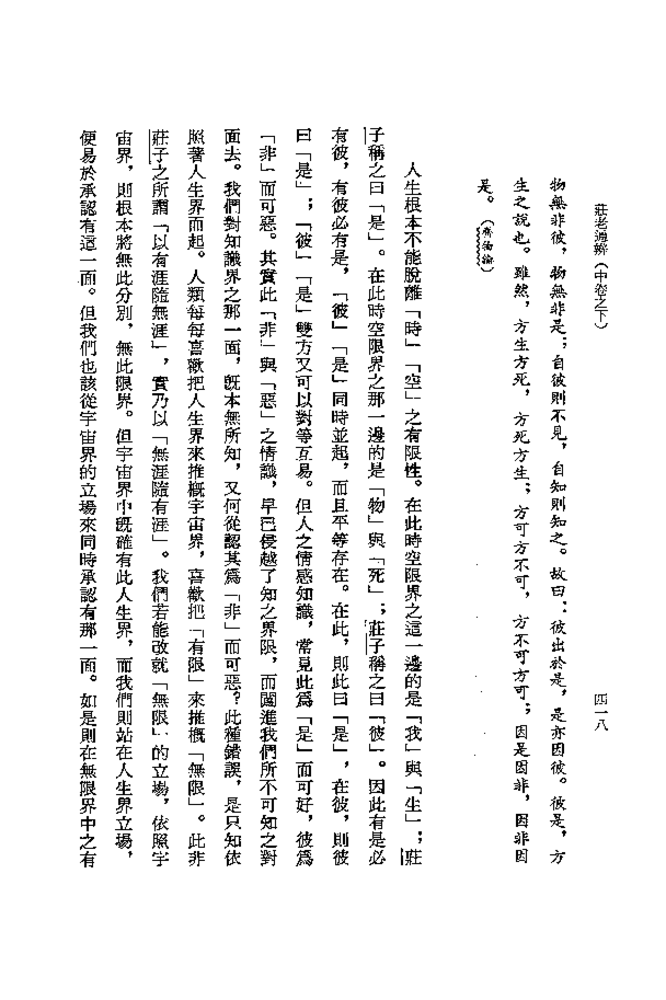 莊老通辨（中卷之下）
四一八
物無非彼，物無非是；自彼則不見，自知則知之。故曰：彼出於是，是亦因彼。彼是，方
生之說也。雖然，方生方死，方死方生；方可方不可，方不可方可；因是因非，因非因
是。（齊物論）
人生根本不能脫離「時」「空」之有限性。在此時空限界之這一邊的是「我」與「生」；莊
子稱之曰「是」。在此時空限界之那一邊的是「物」與「死」；莊子稱之曰「彼」。因此有是必
有彼，有彼必有是，「彼」「是」同時並起，而且平等存在。在此，則此曰「是」，在彼，則彼
曰「是」；「彼」「是」雙方又可以對等互易。但人之情感知識，常覓此爲「是」而可好，彼爲
「非」而可惡。其實此「非」與「惡」之情識，早已侵越了知之界限，而闖進我們所不可知之對
面去。我們對知識界之那一面，既本無所知，又何從認其爲「非」而可惡？此種錯誤，是只知依
照著人生界而起。人類每每喜歡把人生界來推概宇宙界，喜歡把「有限」來推概「無限」。此非
莊子之所謂「以有涯隨無涯」，實乃以「無涯隨有涯」。我們若能改就「無限」的立場，依照宇
宙界，則根本將無此分別，無此限界。但宇宙界中既確有此人生界，而我們則站在人生界立場，
便易於承認有這一面。但我們也該從宇宙界的立場來同時承認有那一面。如是則在無限界中之有